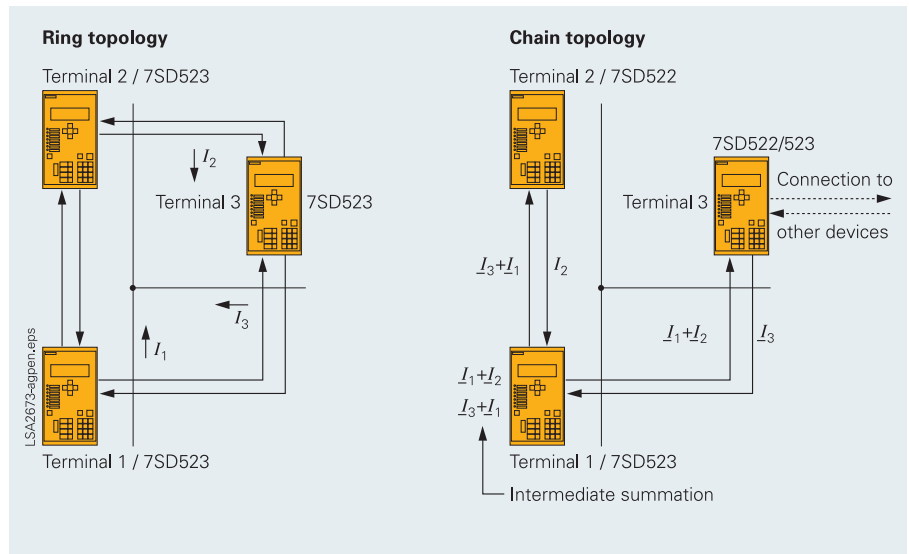 Ring topology
Terminal 2 / 7SD523
I2
Terminal 3
7SD523
I3
I1
LSA2673-agpen.eps
Terminal 1 / 7SD523
Chain topology
Terminal 2 / 7SD522
7SD522/523
Connection to
Terminal 3
other devices
I3+I1
I2
I1+I2
I3
I1+I2
I3+I1
Terminal 1 / 7SD523
Intermediate summation